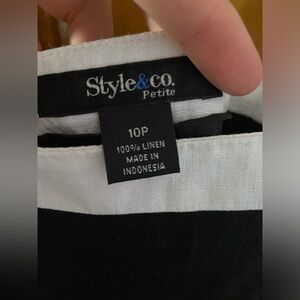 Style&co.
Petite
10P
100% LINEN
MADE IN
INDONESIA